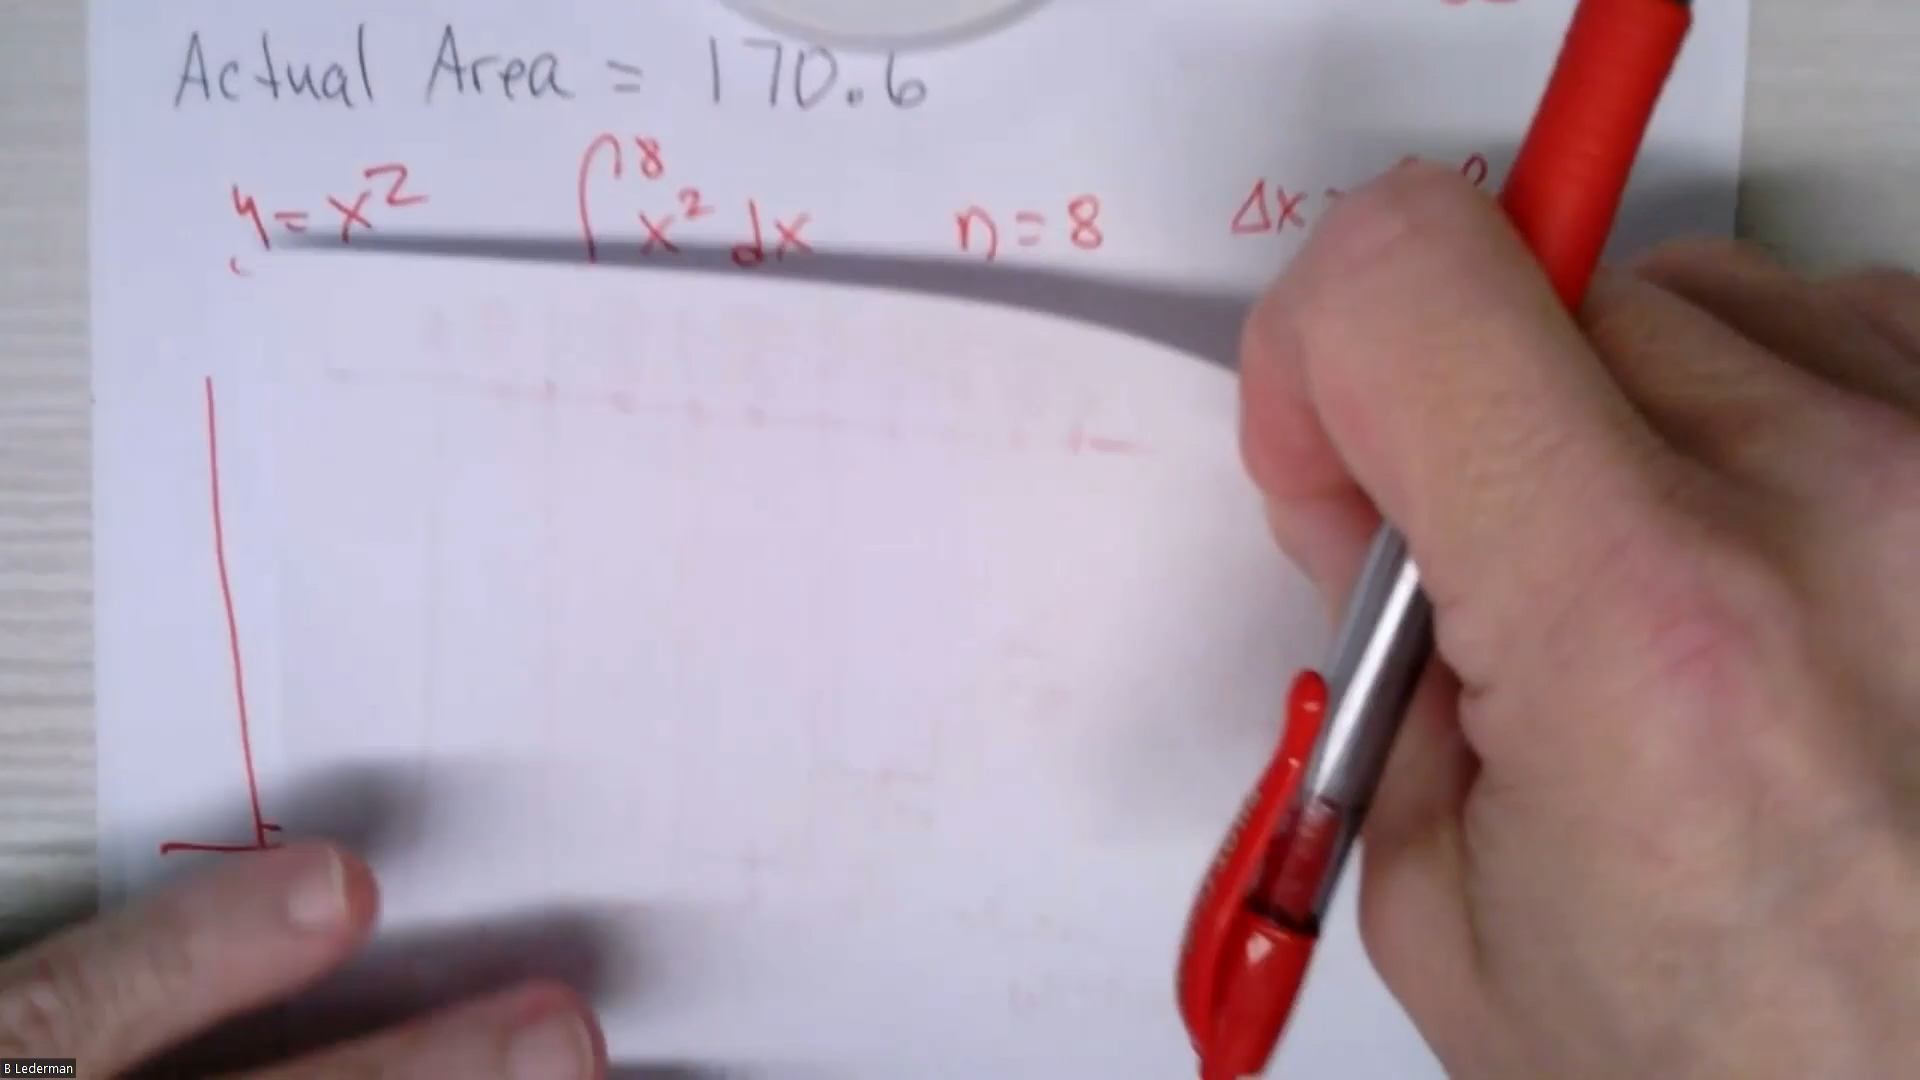 Actual Area = 170.6
y = x² ∫ 8 x² dx n = 8 Δx =
B Lederman